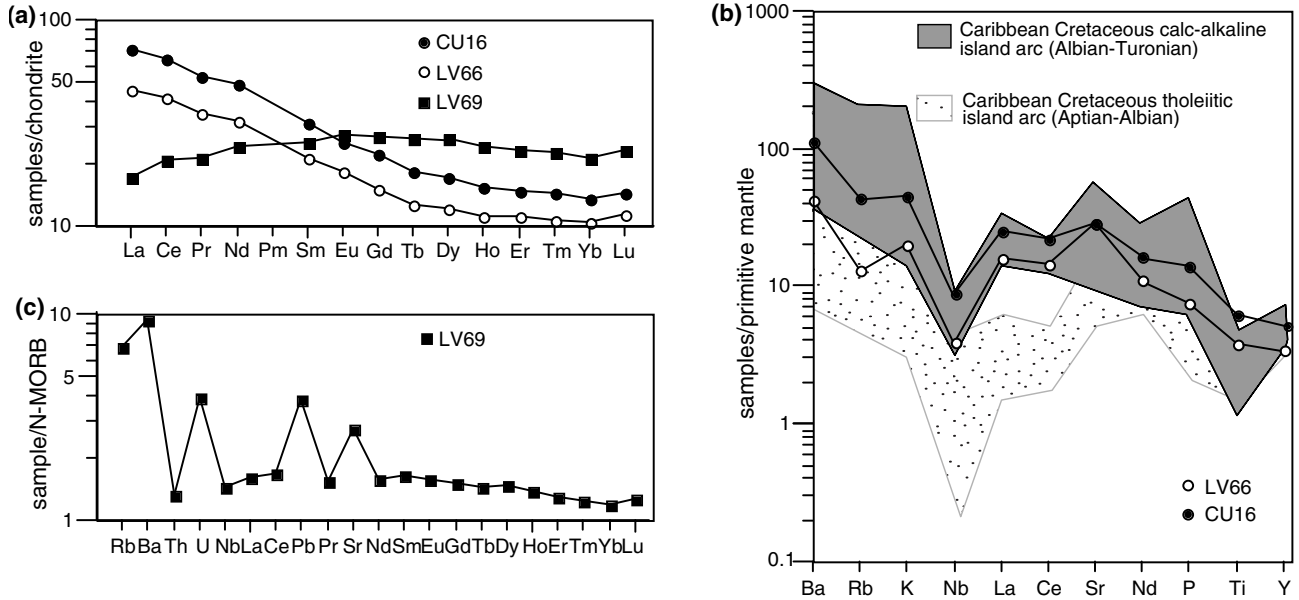 (a)
samples/chondrite
100
50
10
CU16
LV66
LV69
La Ce Pr Nd Pm Sm Eu Gd Tb Dy Ho Er Tm Yb Lu
(c)
sample/N-MORB
10
5
1
LV69
Rb Ba Th U Nb La Ce Pb Pr Sr Nd Sm Eu Gd Tb Dy Ho Er Tm Yb Lu
(b)
samples/primitive mantle
1000
100
10
1
0.1
Caribbean Cretaceous calc-alkaline
island arc (Albian-Turonian)
Caribbean Cretaceous tholeiitic
island arc (Aptian-Albian)
LV66
CU16
Ba Rb K Nb La Ce Sr Nd P Ti Y